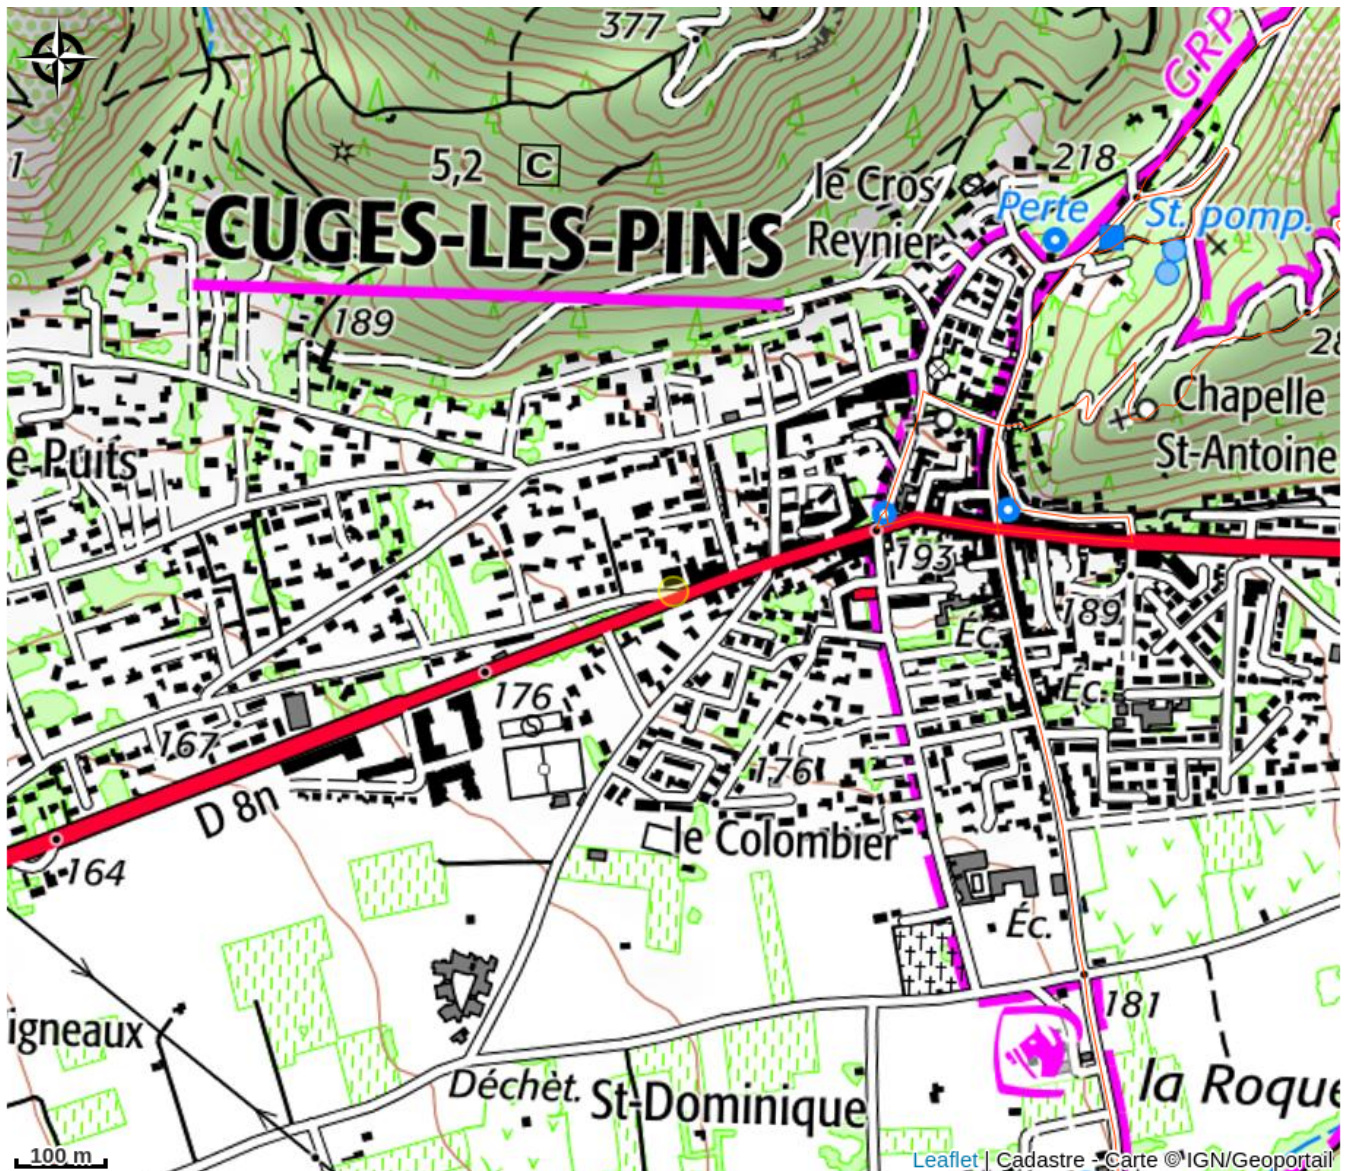 377
G.R.P.
1
5,2 C
218
le Cros
Reynier
Perte
St. pomp.
CUGES-LES-PINS
189
28
Chapelle
St-Antoine
e Puits
193
189
Éc.
Éc.
176
167
176
D 8n
le Colombier
164
Éc.
181
igneaux
Déchèt.
St-Dominique
la Roque
100 m
Leaflet | Cadastre - Carte © IGN/Geoportail